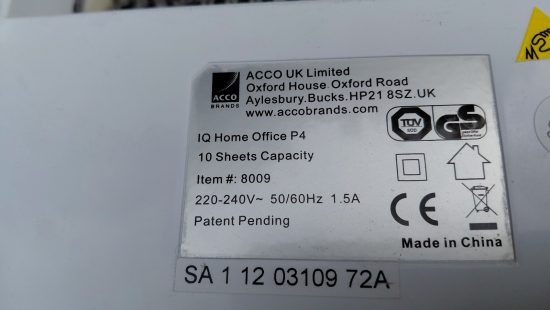 ACCO
BRANDS
ACCO UK Limited
Oxford House.Oxford Road
Aylesbury.Bucks.HP21 8SZ.UK
www.accobrands.com
IQ Home Office P4
10 Sheets Capacity
Item#: 8009
220-240V~ 50/60Hz 1.5A
Patent Pending
TÜV
GS
CE
Made in China
SA 1 12 03109 72A